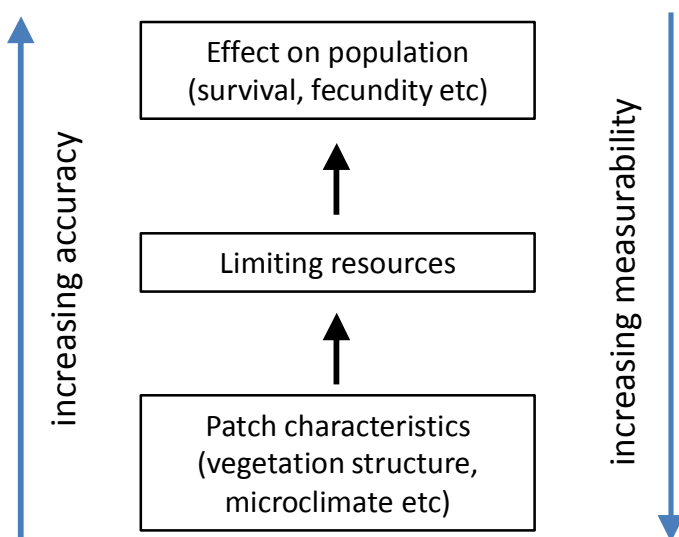 Effect on population
(survival, fecundity etc)
increasing accuracy
increasing measurability
Limiting resources
Patch characteristics
(vegetation structure,
microclimate etc)